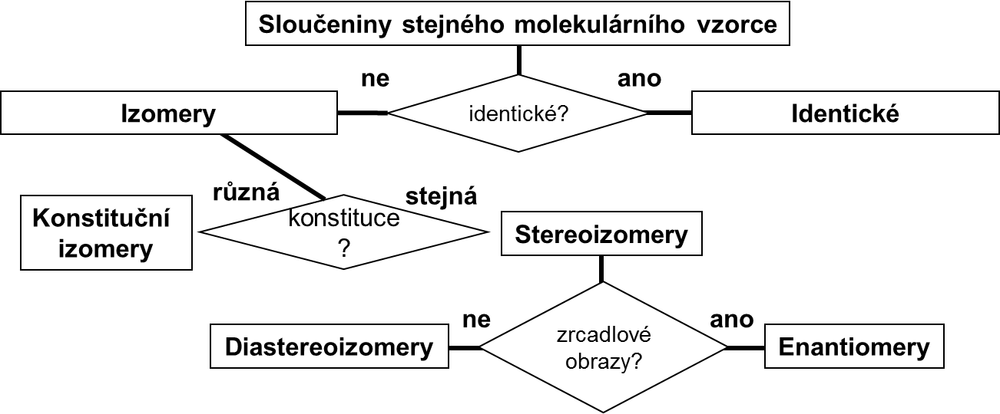 Sloučeniny stejného molekulárního vzorce
ne
ano
Izomery
identické?
Identické
různá
stejná
Konstituční
izomery
konstituce
?
Stereoizomery
ne
ano
Diastereoizomery
zrcadlové
obrazy?
Enantiomery